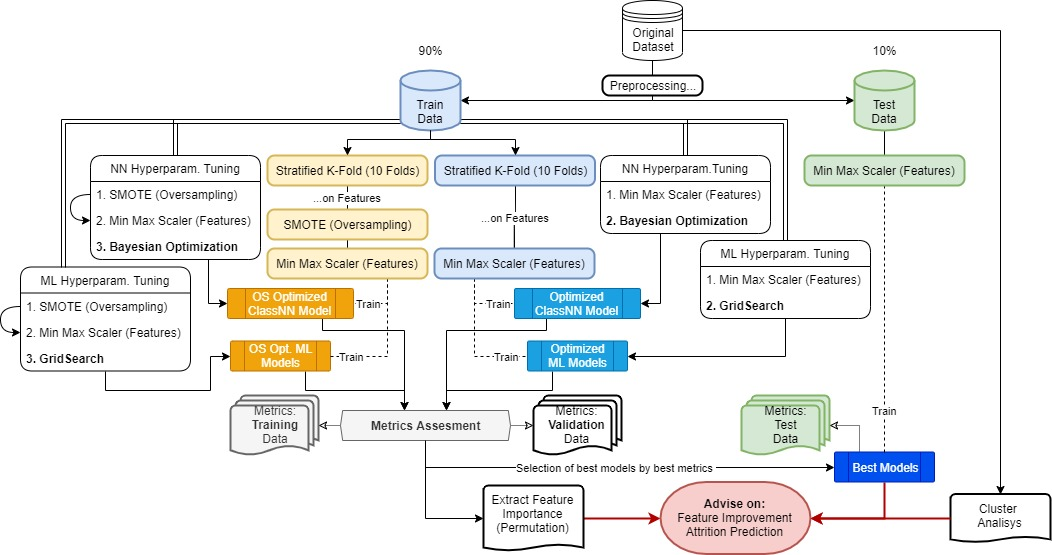 Original
Dataset
90%
10%
Preprocessing...
Train
Data
Test
Data
NN Hyperparam. Tuning
1. SMOTE (Oversampling)
2. Min Max Scaler (Features)
3. Bayesian Optimization
Stratified K-Fold (10 Folds)
...on Features
SMOTE (Oversampling)
Min Max Scaler (Features)
Stratified K-Fold (10 Folds)
...on Features
Min Max Scaler (Features)
NN Hyperparam.Tuning
1. Min Max Scaler (Features)
2. Bayesian Optimization
Min Max Scaler (Features)
ML Hyperparam. Tuning
1. SMOTE (Oversampling)
2. Min Max Scaler (Features)
3. GridSearch
ML Hyperparam. Tuning
1. Min Max Scaler (Features)
2. GridSearch
OS Optimized
ClassNN Model
Train
Train
Optimized
ClassNN Model
OS Opt. ML
Models
Train
Train
Optimized
ML Models
Metrics:
Training
Data
Metrics Assesment
Metrics:
Validation
Data
Metrics:
Test
Data
Train
Selection of best models by best metrics
Best Models
Extract Feature
Importance
(Permutation)
Advise on:
Feature Improvement
Attrition Prediction
Cluster
Analisys